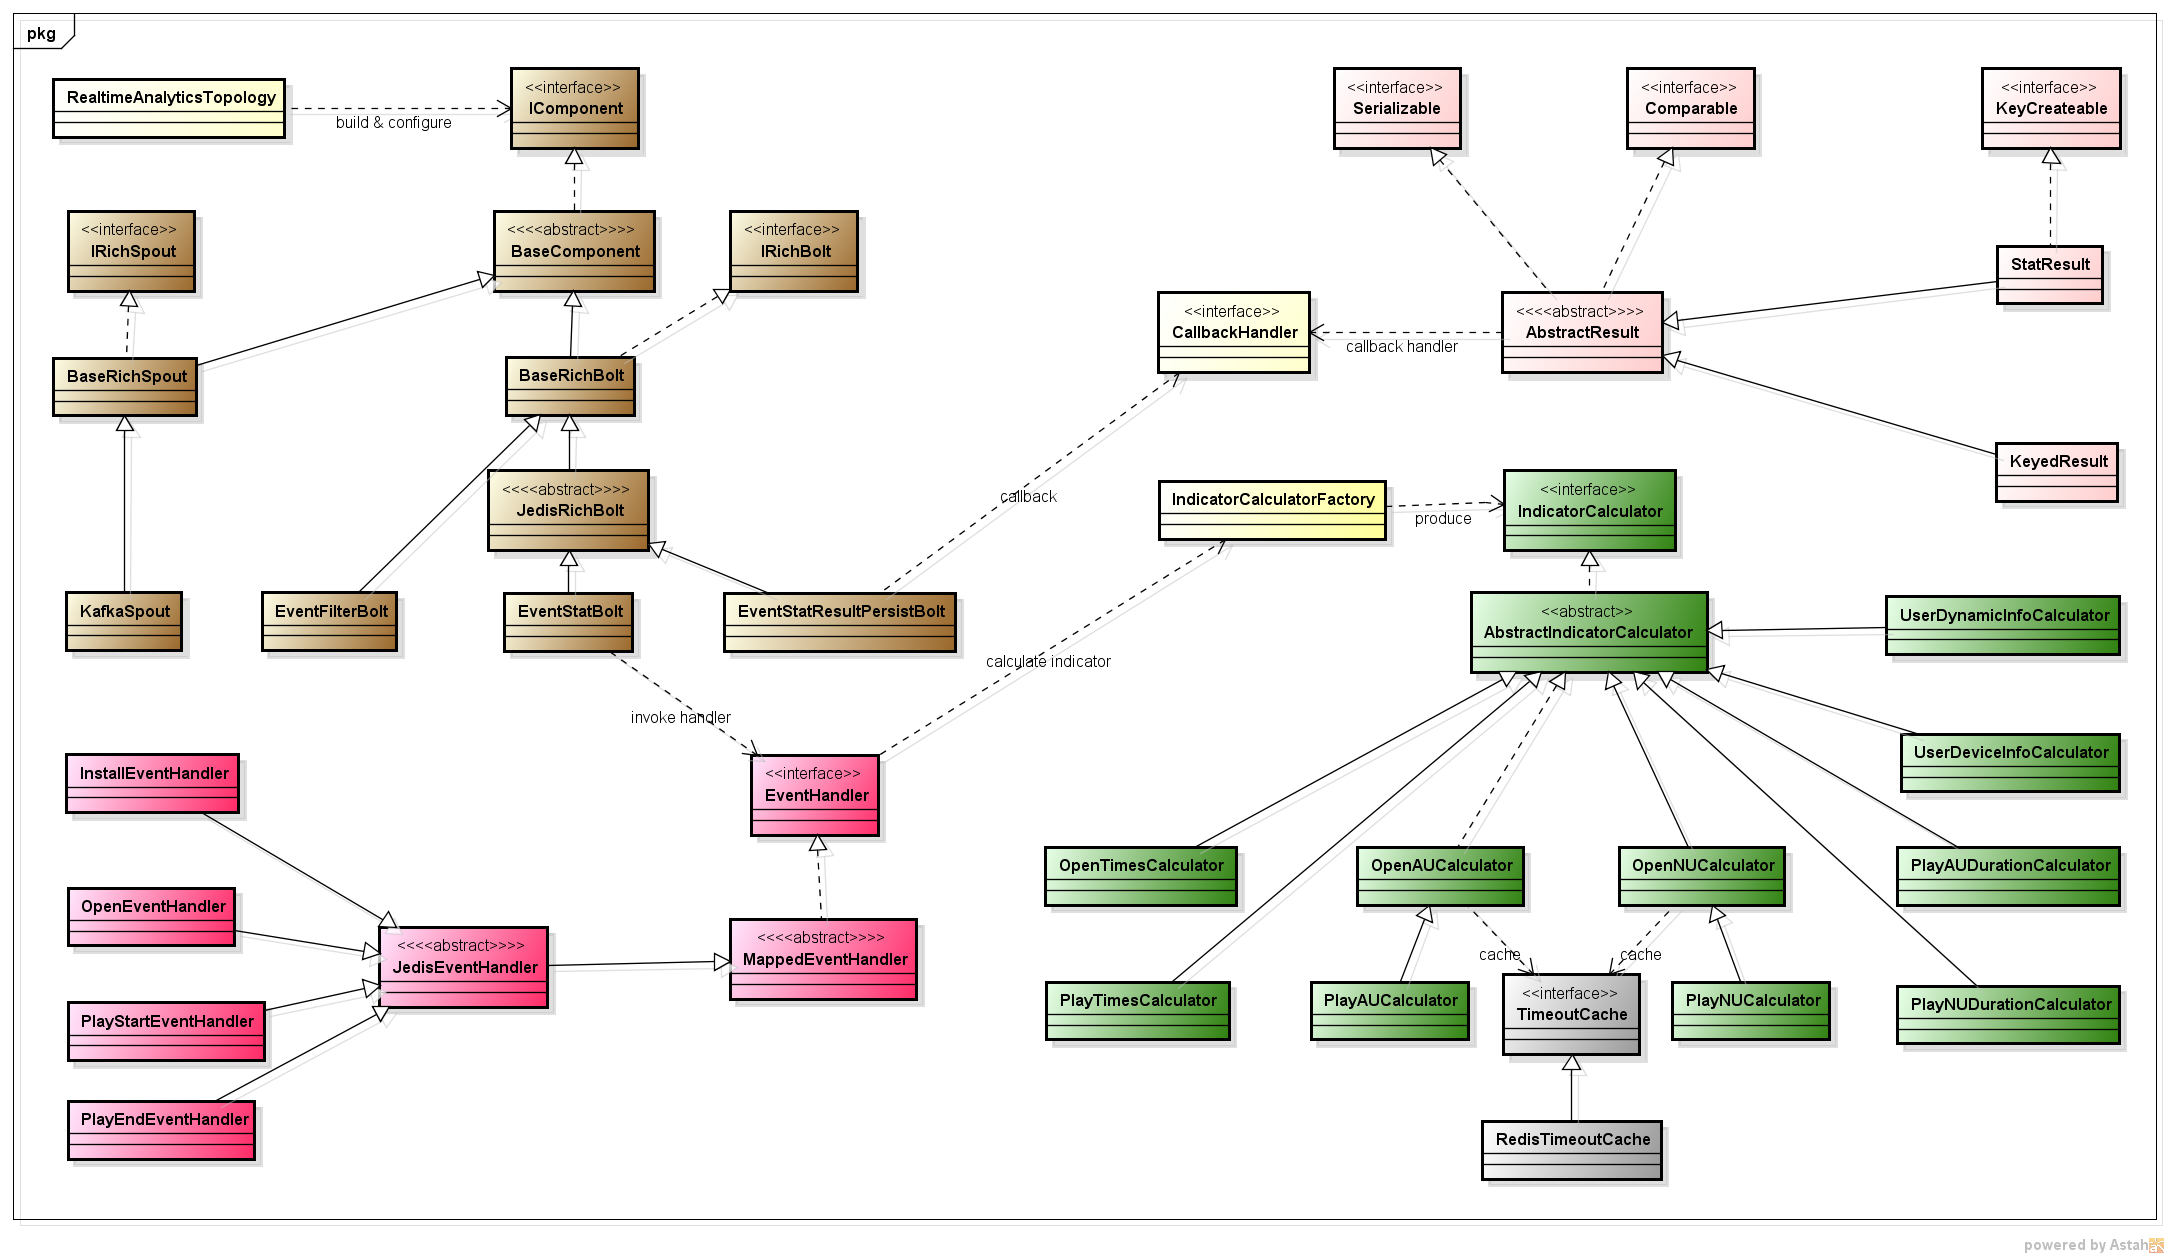 pkg
RealtimeAnalyticsTopology
build & configure
<<interface>>
IComponent
<<interface>>
Serializable
<<interface>>
Comparable
<<interface>>
KeyCreateable
<<interface>>
IRichSpout
<<<<abstract>>>>
BaseComponent
<<interface>>
IRichBolt
StatResult
<<interface>>
CallbackHandler
callback handler
<<<<abstract>>>>
AbstractResult
BaseRichSpout
BaseRichBolt
KeyedResult
<<<<abstract>>>>
JedisRichBolt
callback
IndicatorCalculatorFactory
produce
<<interface>>
IndicatorCalculator
KafkaSpout
EventFilterBolt
EventStatBolt
EventStatResultPersistBolt
<<abstract>>
AbstractIndicatorCalculator
UserDynamicInfoCalculator
calculate indicator
invoke handler
UserDeviceInfoCalculator
InstallEventHandler
<<interface>>
EventHandler
OpenTimesCalculator
OpenAUCalculator
OpenNUCalculator
PlayAUDurationCalculator
OpenEventHandler
<<<<abstract>>>>
JedisEventHandler
<<<<abstract>>>>
MappedEventHandler
cache
cache
PlayTimesCalculator
PlayAUCalculator
<<interface>>
TimeoutCache
PlayNUCalculator
PlayNUDurationCalculator
PlayStartEventHandler
PlayEndEventHandler
RedisTimeoutCache
powered by Astah